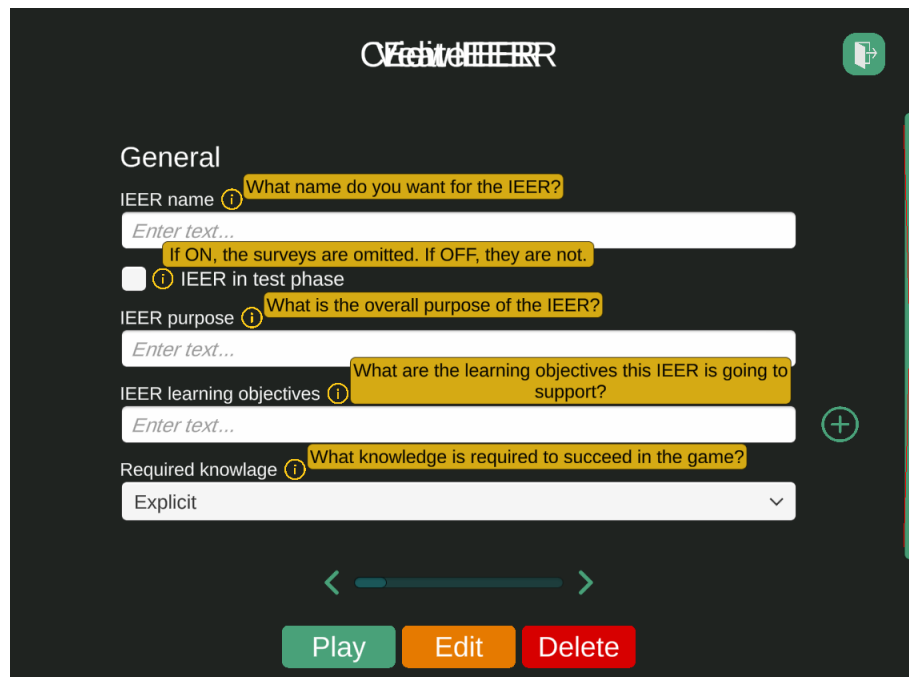 General
What name do you want for the IEER?
IEER name
Enter text...
If ON, the surveys are omitted. If OFF, they are not.
IEER in test phase
What is the overall purpose of the IEER?
IEER purpose
Enter text...
What are the learning objectives this IEER is going to
support?
IEER learning objectives
Enter text...
What knowledge is required to succeed in the game?
Required knowlage
Explicit
Play
Edit
Delete